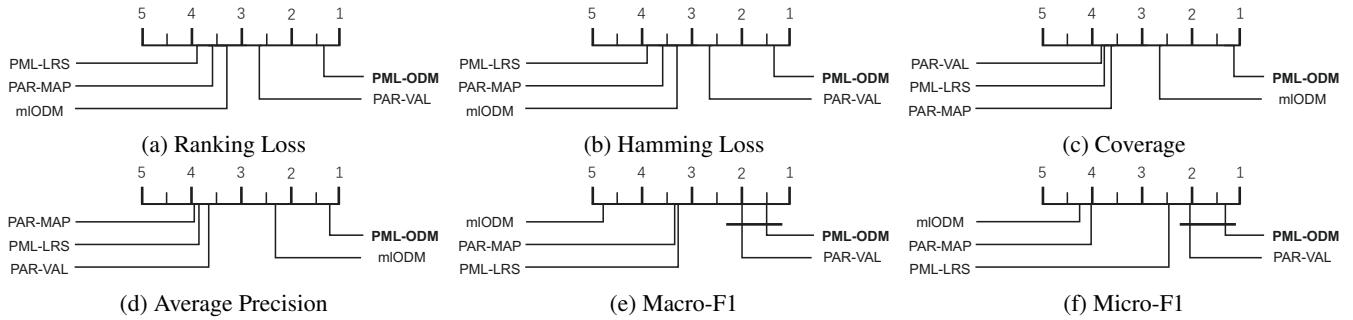 5 4 3 2 1
PML-LRS
PAR-MAP
mlODM
PML-ODM
PAR-VAL
(a) Ranking Loss
5 4 3 2 1
PML-LRS
PAR-MAP
mlODM
PML-ODM
PAR-VAL
(b) Hamming Loss
5 4 3 2 1
PAR-VAL
PML-LRS
PAR-MAP
PML-ODM
mlODM
(c) Coverage
5 4 3 2 1
PAR-MAP
PML-LRS
PAR-VAL
PML-ODM
mlODM
(d) Average Precision
5 4 3 2 1
mlODM
PAR-MAP
PML-LRS
PML-ODM
PAR-VAL
(e) Macro-F1
5 4 3 2 1
mlODM
PAR-MAP
PML-LRS
PML-ODM
PAR-VAL
(f) Micro-F1